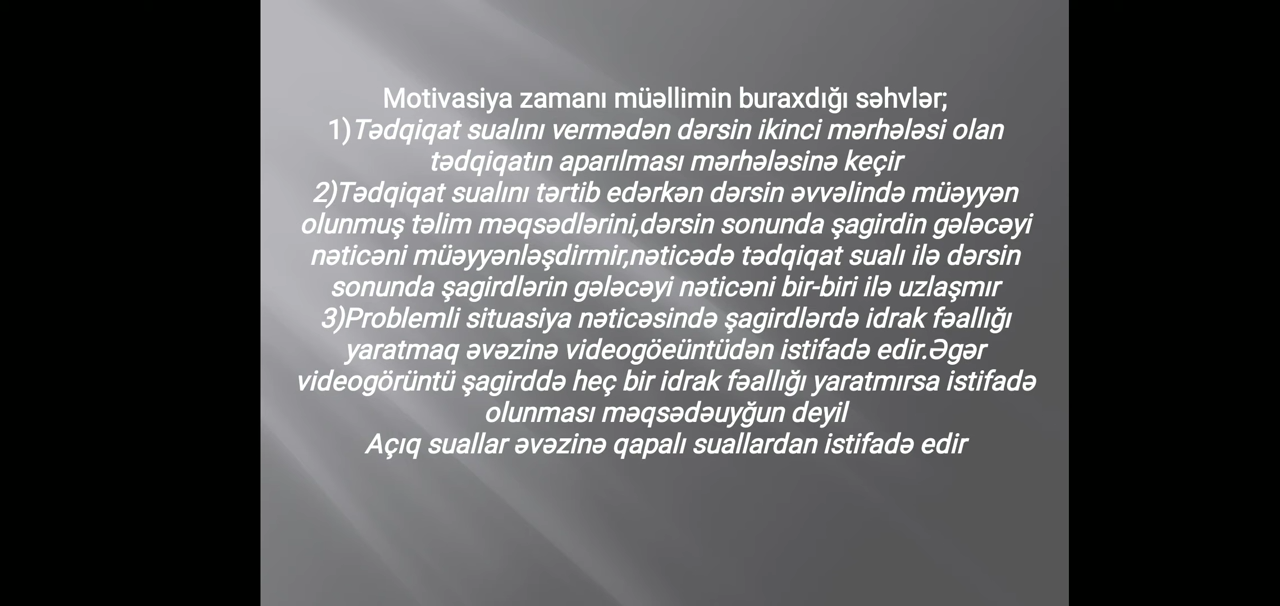 Motivasiya zamanı müəllimin buraxdığı səhvlər;
1)Tədqiqat sualını vermədən dərsin ikinci mərhələsi olan
tədqiqatın aparılması mərhələsinə keçir
2)Tədqiqat sualını tərtib edərkən dərsin əvvəlində müəyyən
olunmuş təlim məqsədlərini,dərsin sonunda şagirdin gələcəyi
nəticəni müəyyənləşdirmir,nəticədə tədqiqat sualı ilə dərsin
sonunda şagirdlərin gələcəyi nəticəni bir-biri ilə uzlaşmır
3)Problemli situasiya nəticəsində şagirdlərdə idrak fəallığı
yaratmaq əvəzinə videogöeüntüdən istifadə edir.Əgər
videogörüntü şagirddə heç bir idrak fəallığı yaratmırsa istifadə
olunması məqsədəuyğun deyil
Açıq suallar əvəzinə qapalı suallardan istifadə edir